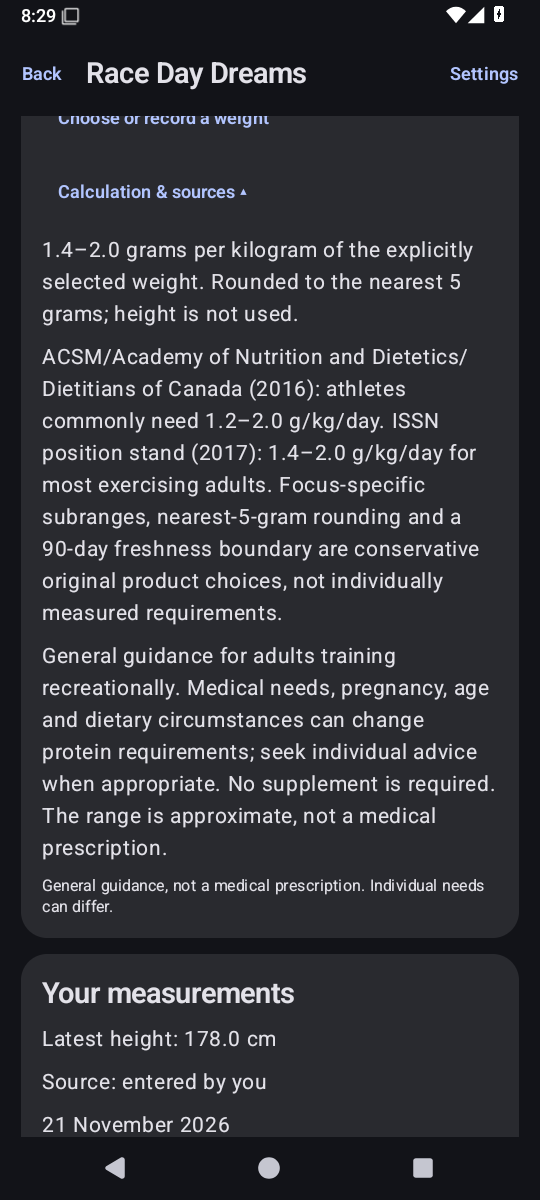 8:29
Back
Race Day Dreams
Settings
Choose or record a weight
Calculation & sources ▴
1.4–2.0 grams per kilogram of the explicitly
selected weight. Rounded to the nearest 5
grams; height is not used.
ACSM/Academy of Nutrition and Dietetics/
Dietitians of Canada (2016): athletes
commonly need 1.2–2.0 g/kg/day. ISSN
position stand (2017): 1.4–2.0 g/kg/day for
most exercising adults. Focus-specific
subranges, nearest-5-gram rounding and a
90-day freshness boundary are conservative
original product choices, not individually
measured requirements.
General guidance for adults training
recreationally. Medical needs, pregnancy, age
and dietary circumstances can change
protein requirements; seek individual advice
when appropriate. No supplement is required.
The range is approximate, not a medical
prescription.
General guidance, not a medical prescription. Individual needs
can differ.
Your measurements
Latest height: 178.0 cm
Source: entered by you
21 November 2026